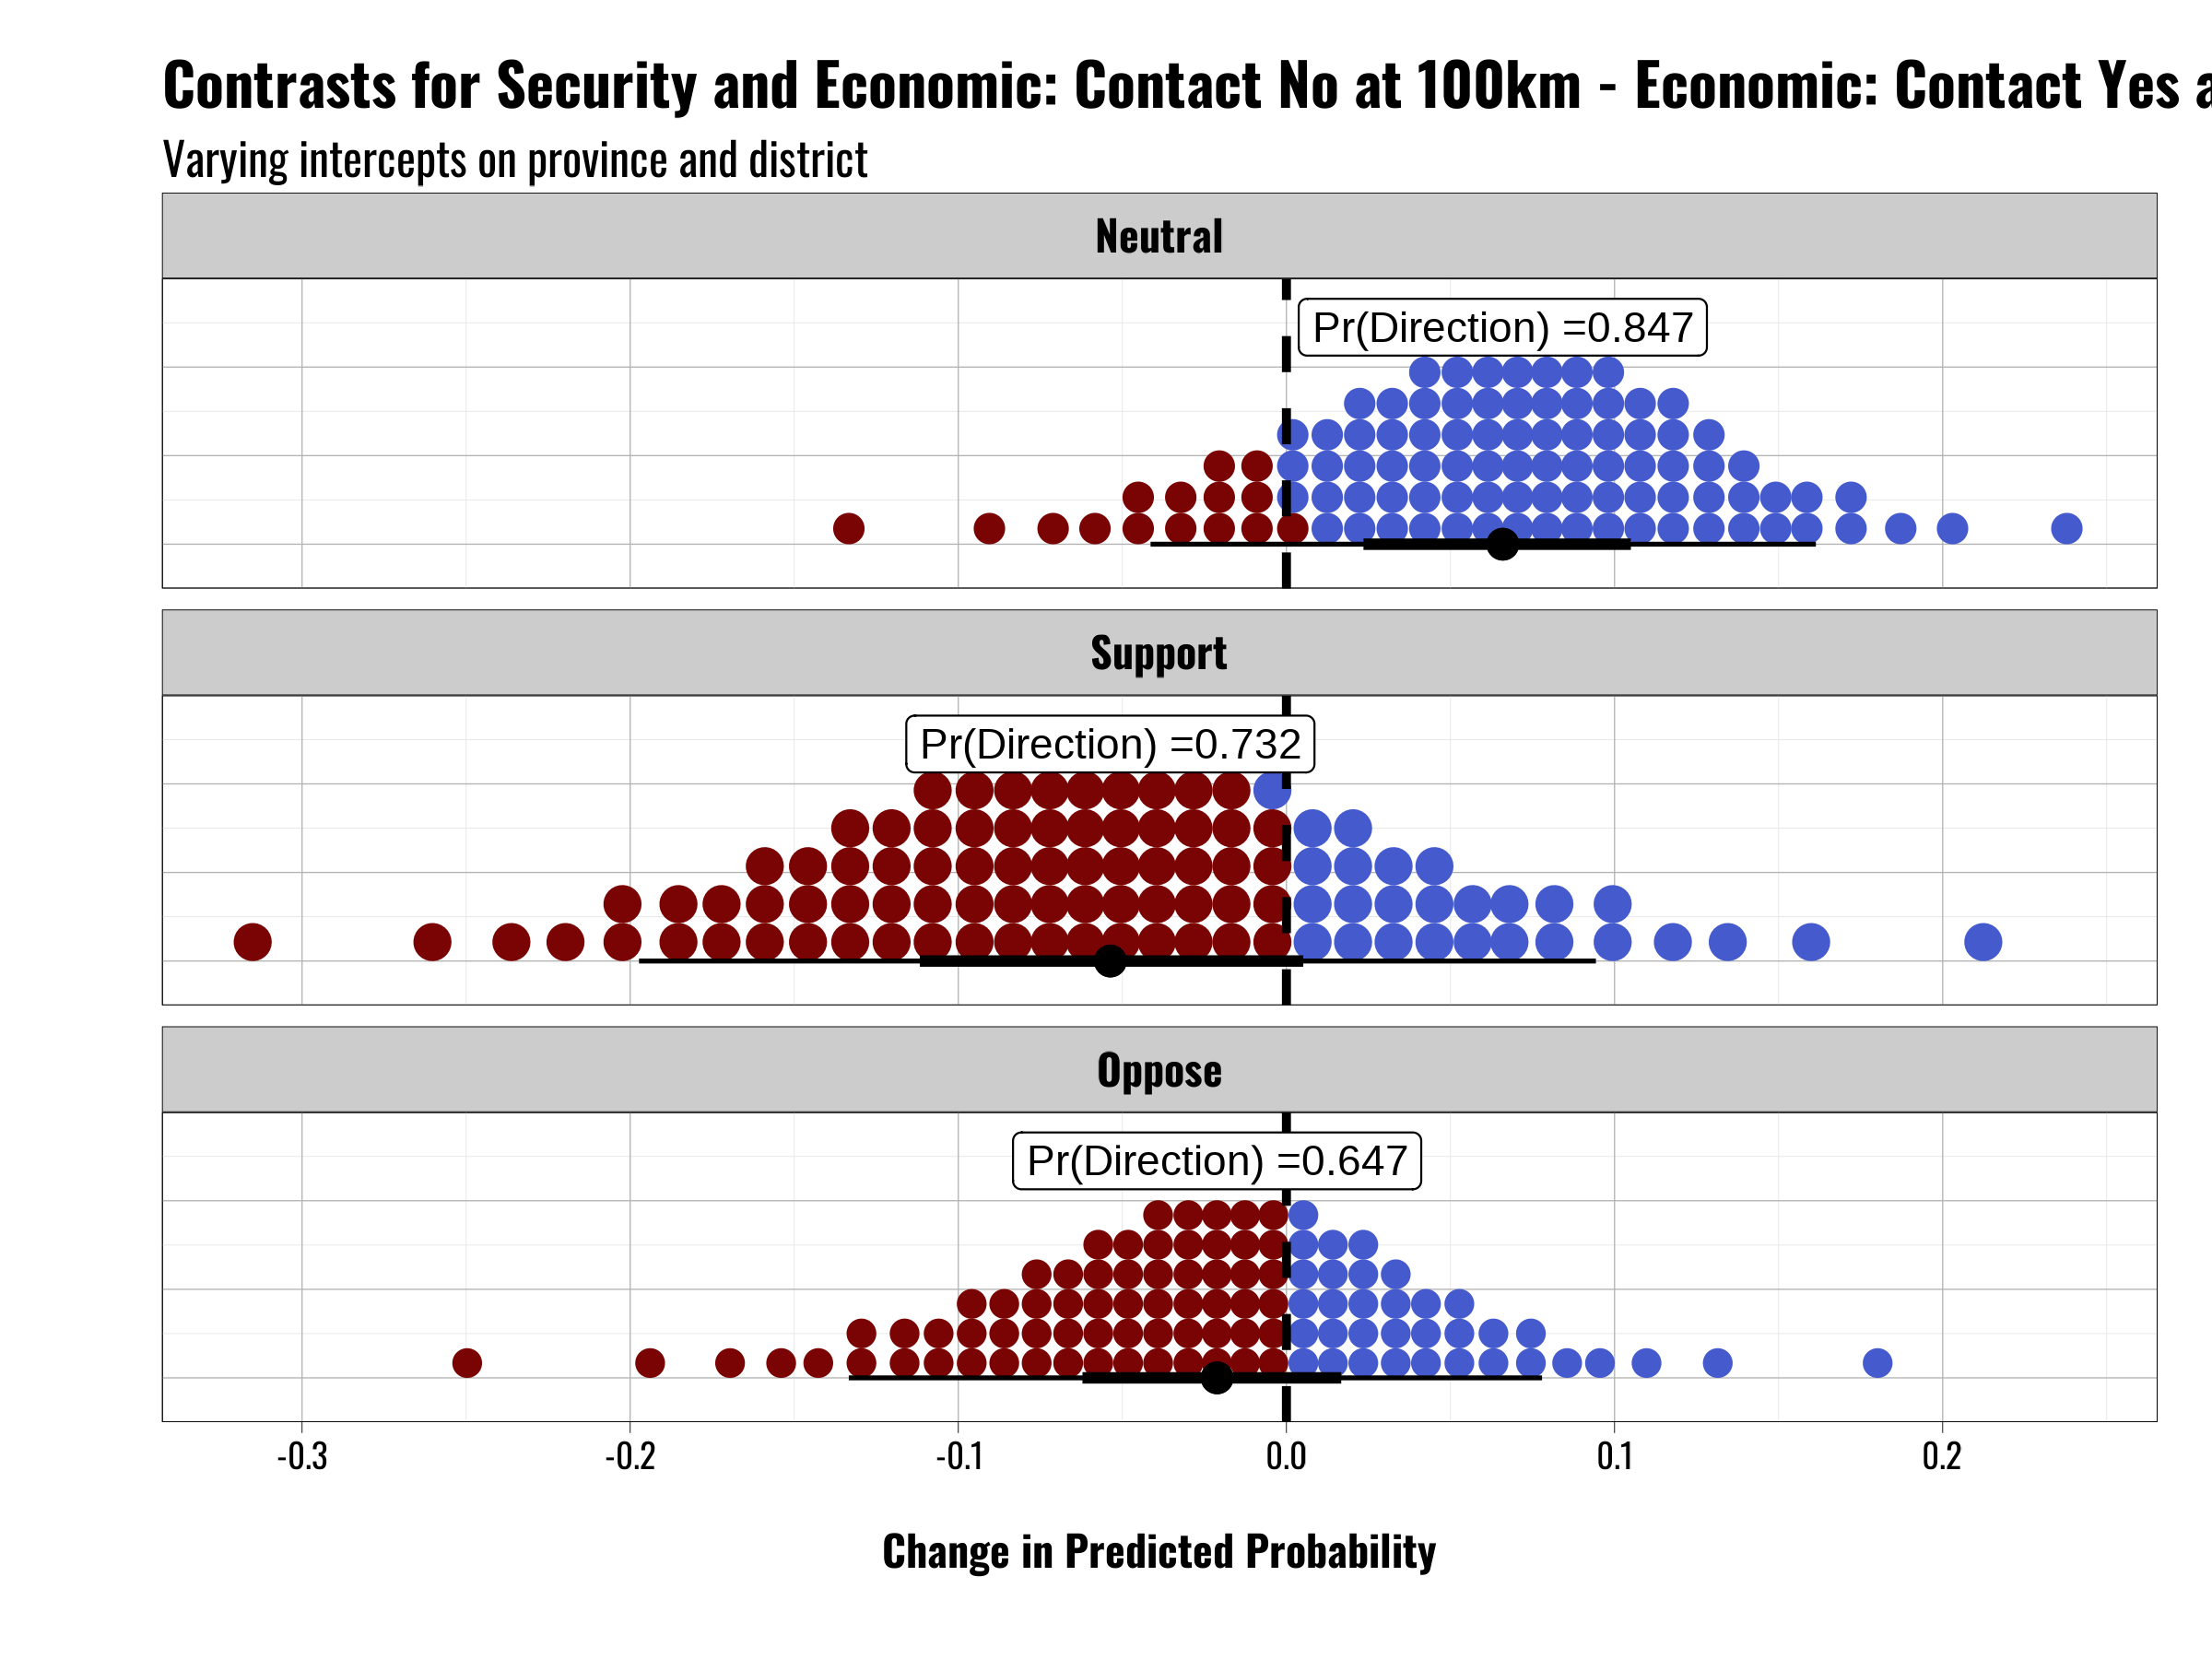 Contrasts for Security and Economic: Contact No at 100km - Economic: Contact Yes a
Varying intercepts on province and district
Neutral
Pr(Direction) =0.847
Support
Pr(Direction) =0.732
Oppose
Pr(Direction) =0.647
-0.3 -0.2 -0.1 0.0 0.1 0.2
Change in Predicted Probability